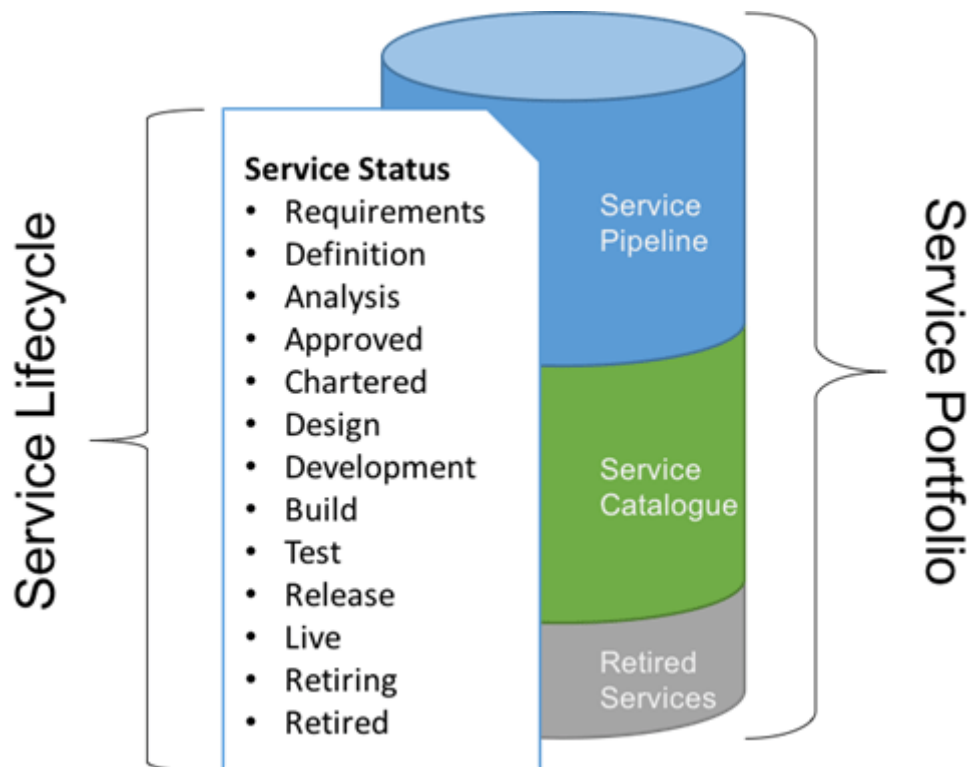 Service Lifecycle
Service Status
• Requirements
• Definition
• Analysis
• Approved
• Chartered
• Design
• Development
• Build
• Test
• Release
• Live
• Retiring
• Retired
Service
Pipeline
Service
Catalogue
Retired
Services
Service Portfolio